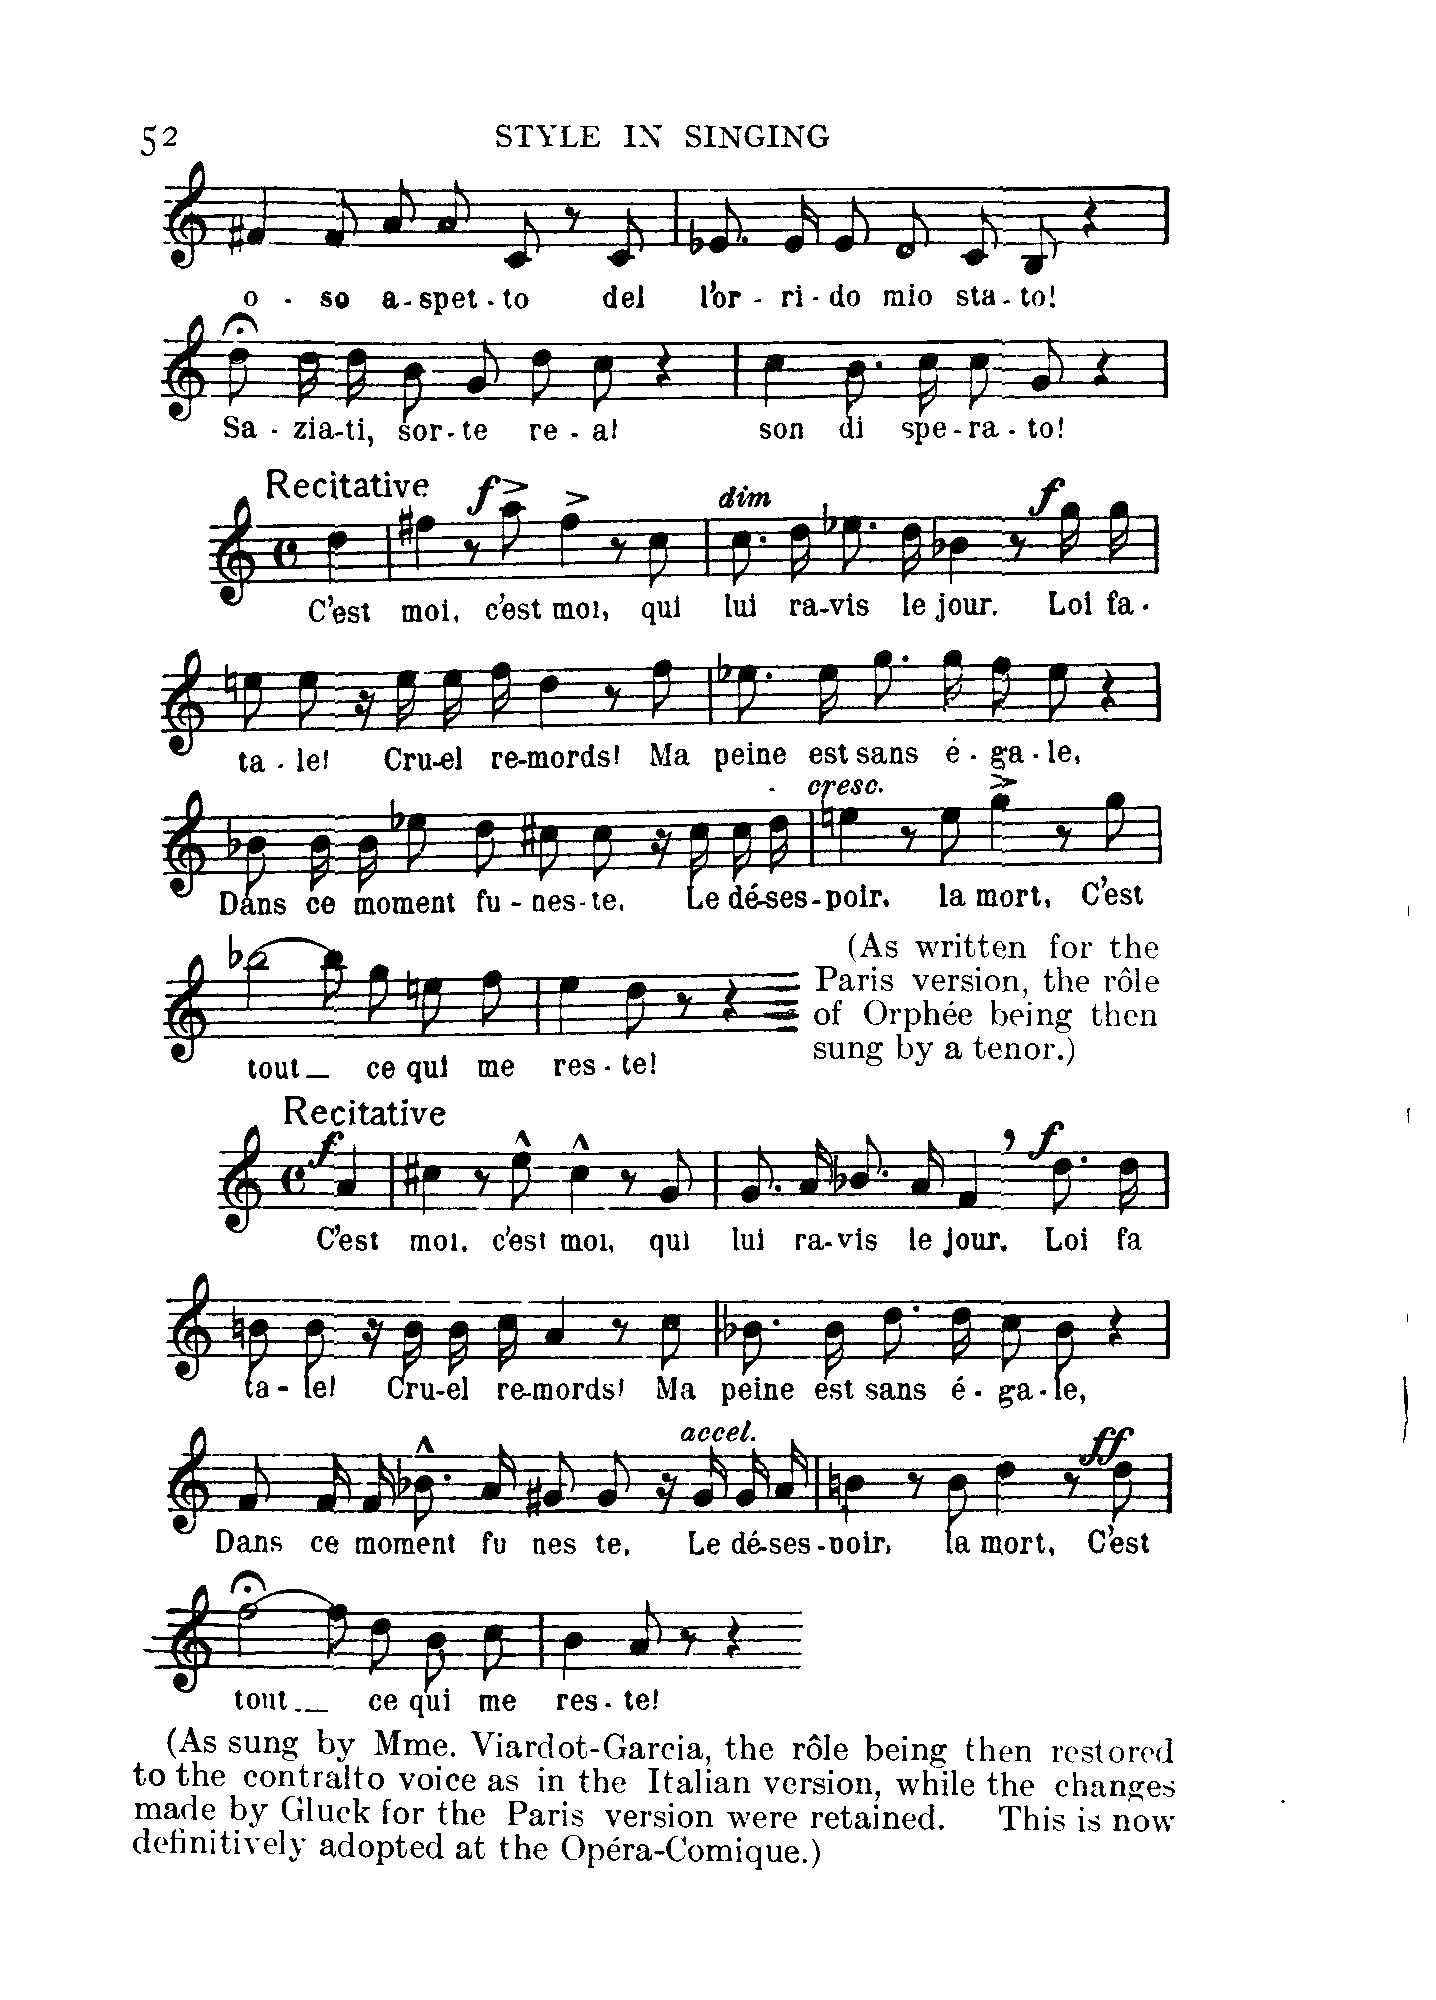 52 STYLE IN SINGING
o - so a-spet-to del l'or-ri-do mio sta-to!
Sa-zia-ti, sor-te re-a! son di spe-ra-to!
Recitative f dim f
C'est moi, c'est moi, qui lui ra-vis le jour. Loi fa-
ta-le! Cru-el re-mords! Ma peine est sans é-ga-le,
cresc.
Dans ce moment fu-nes-te, Le dé-ses-poir, la mort, C'est
(As written for the
Paris version, the rôle
of Orphée being then
sung by a tenor.)
tout ce qui me res-te!
Recitative
f f
C'est moi, c'est moi, qui lui ra-vis le jour. Loi fa
ta-le! Cru-el re-mords! Ma peine est sans é-ga-le,
accel. ff
Dans ce moment fu nes te, Le dé-ses-poir, la mort, C'est
tout ce qui me res-te!
(As sung by Mme. Viardot-Garcia, the rôle being then restored
to the contralto voice as in the Italian version, while the changes
made by Gluck for the Paris version were retained. This is now
definitively adopted at the Opéra-Comique.)